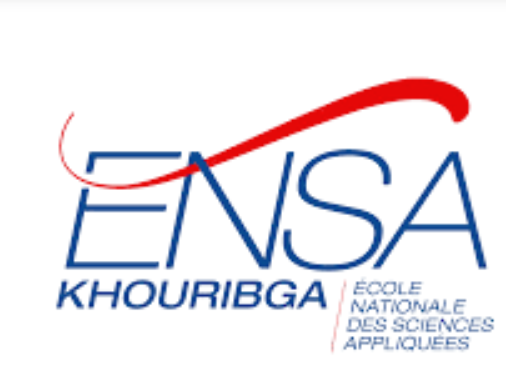 ENSA
KHOURIBGA
ÉCOLE
NATIONALE
DES SCIENCES
APPLIQUÉES